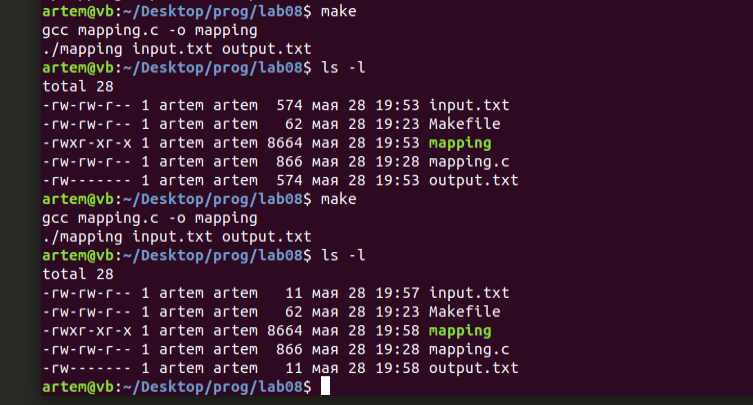 artem@vb:~/Desktop/prog/lab08$ make
gcc mapping.c -o mapping
./mapping input.txt output.txt
artem@vb:~/Desktop/prog/lab08$ ls -l
total 28
-rw-rw-r-- 1 artem artem  574 мая 28 19:53 input.txt
-rw-rw-r-- 1 artem artem   62 мая 28 19:23 Makefile
-rwxr-xr-x 1 artem artem 8664 мая 28 19:53 mapping
-rw-rw-r-- 1 artem artem  866 мая 28 19:28 mapping.c
-rw------- 1 artem artem  574 мая 28 19:53 output.txt
artem@vb:~/Desktop/prog/lab08$ make
gcc mapping.c -o mapping
./mapping input.txt output.txt
artem@vb:~/Desktop/prog/lab08$ ls -l
total 28
-rw-rw-r-- 1 artem artem   11 мая 28 19:57 input.txt
-rw-rw-r-- 1 artem artem   62 мая 28 19:23 Makefile
-rwxr-xr-x 1 artem artem 8664 мая 28 19:58 mapping
-rw-rw-r-- 1 artem artem  866 мая 28 19:28 mapping.c
-rw------- 1 artem artem   11 мая 28 19:58 output.txt
artem@vb:~/Desktop/prog/lab08$